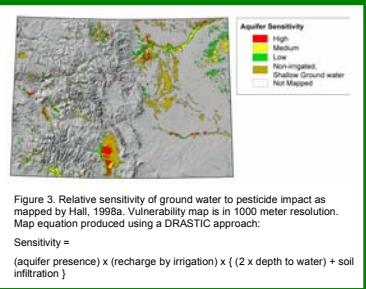 Aquifer Sensitivity
High
Medium
Low
Non-irrigated,
Shallow Ground water
Not Mapped
Figure 3. Relative sensitivity of ground water to pesticide impact as
mapped by Hall, 1998a. Vulnerability map is in 1000 meter resolution.
Map equation produced using a DRASTIC approach:
Sensitivity =
(aquifer presence) x (recharge by irrigation) x { (2 x depth to water) + soil
infiltration }